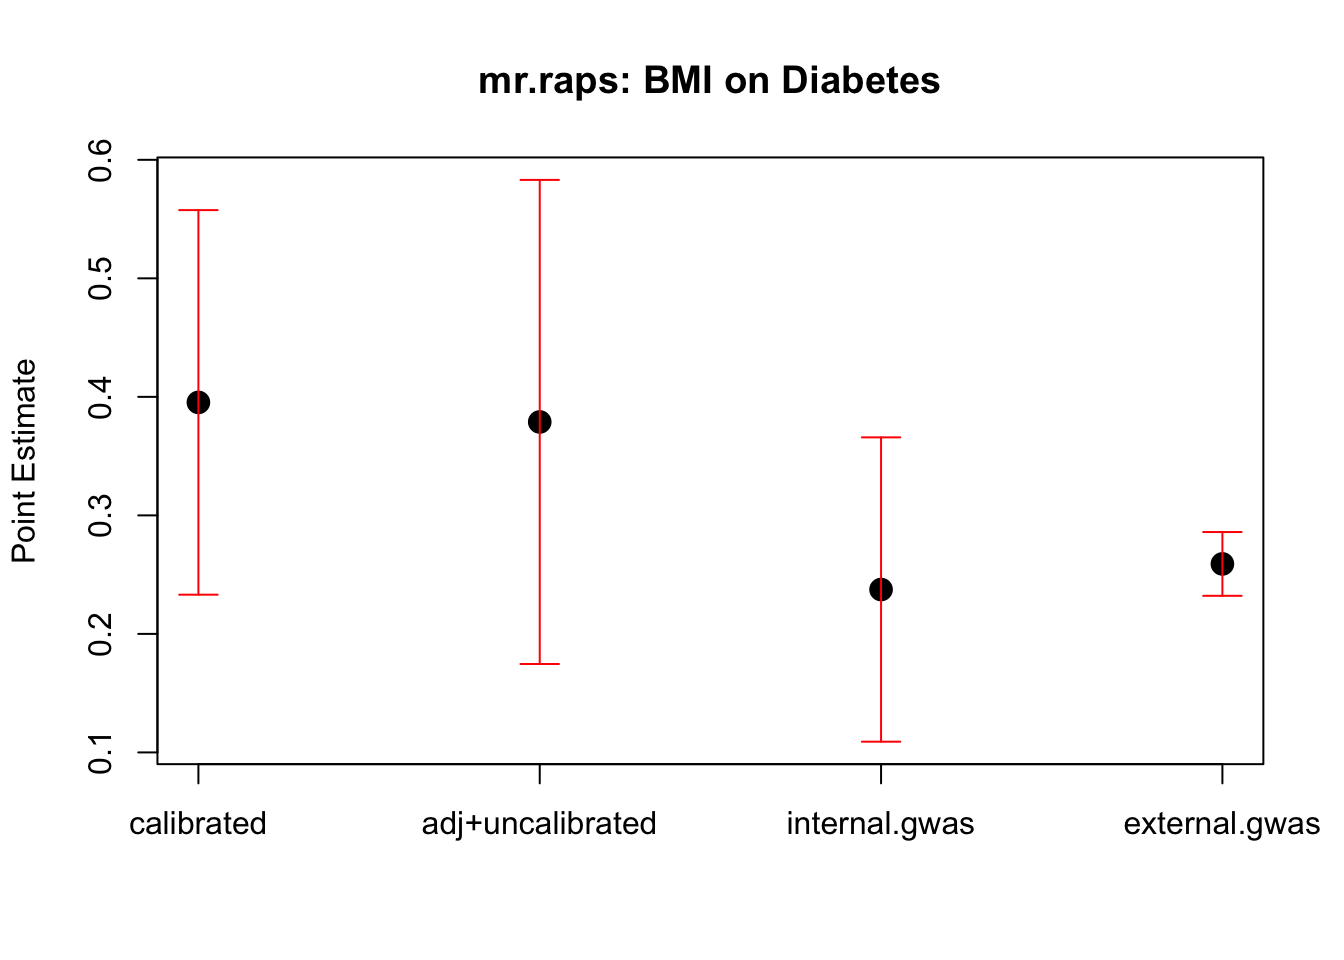 mr.raps: BMI on Diabetes
Point Estimate
0.6
0.5
0.4
0.3
0.2
0.1
calibrated
adj+uncalibrated
internal.gwas
external.gwas